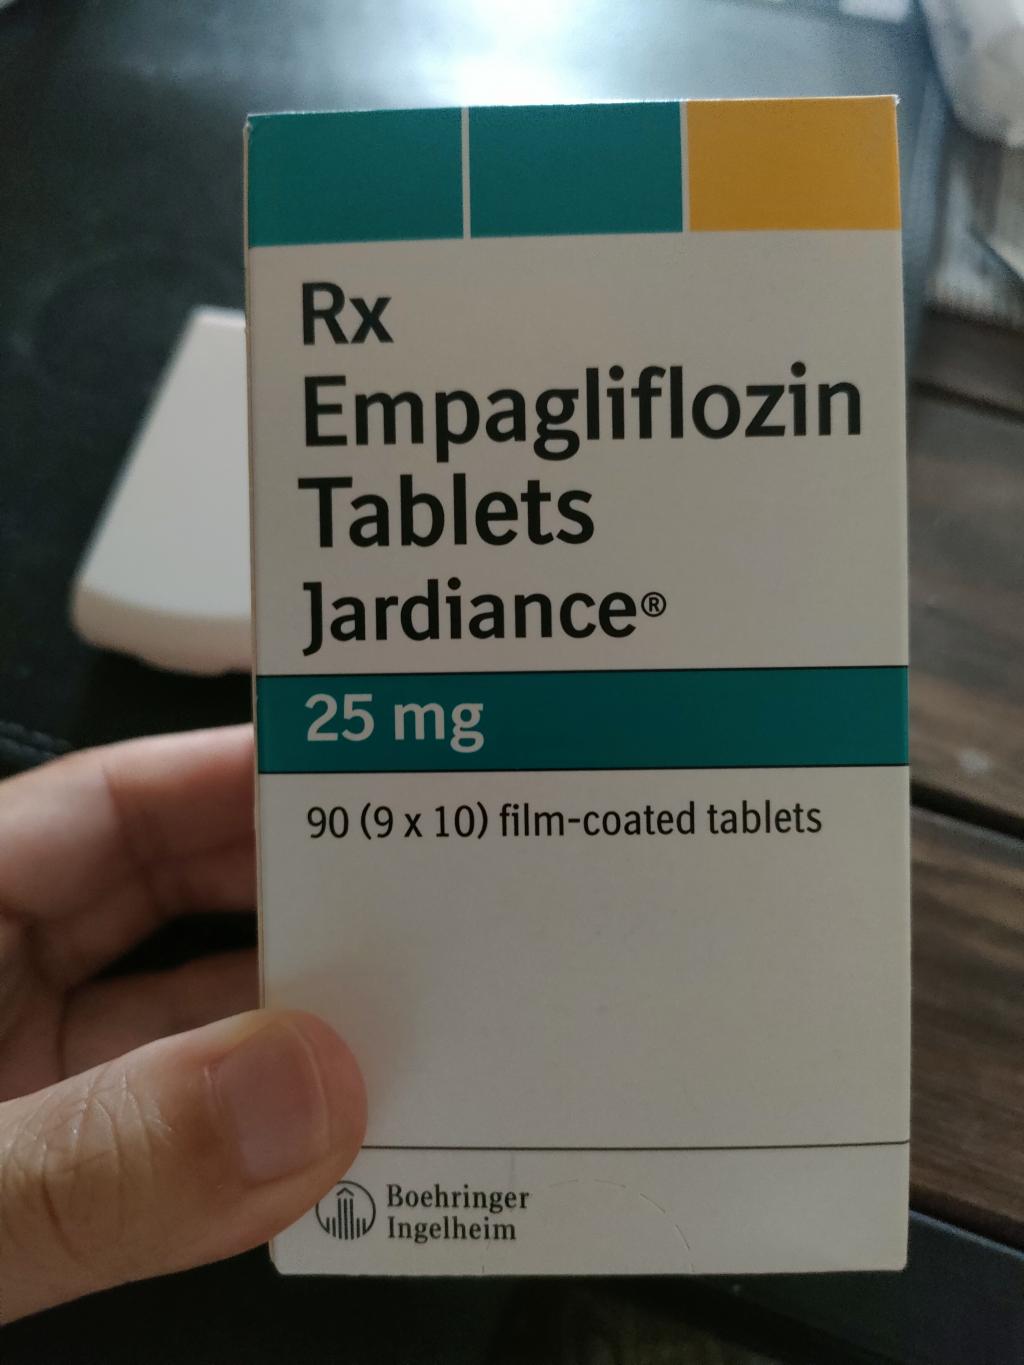 Rx
Empagliflozin
Tablets
Jardiance®
25 mg
90 (9 x 10) film-coated tablets
Boehringer
Ingelheim